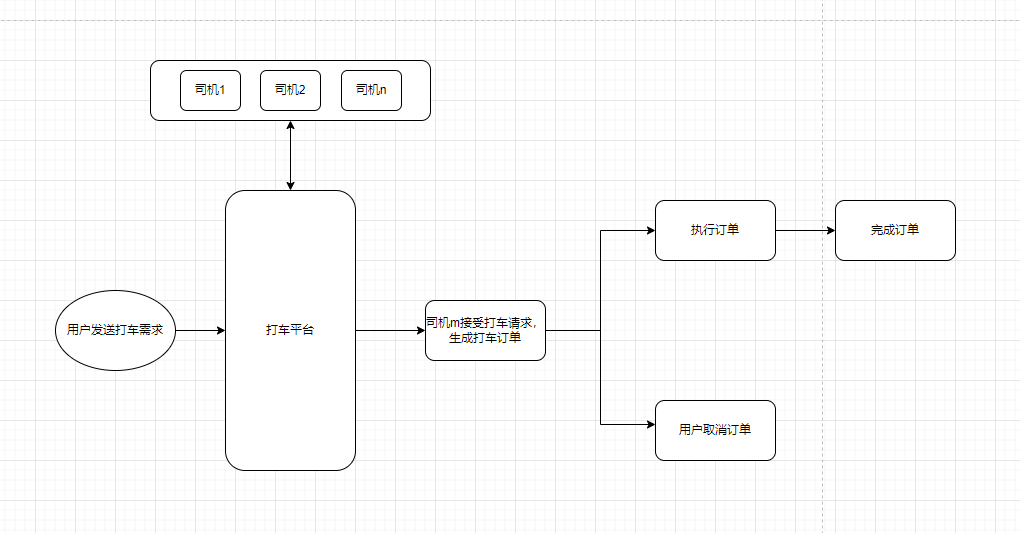 司机1
司机2
司机n
用户发送打车需求
打车平台
司机m接受打车请求，
生成打车订单
执行订单
完成订单
用户取消订单